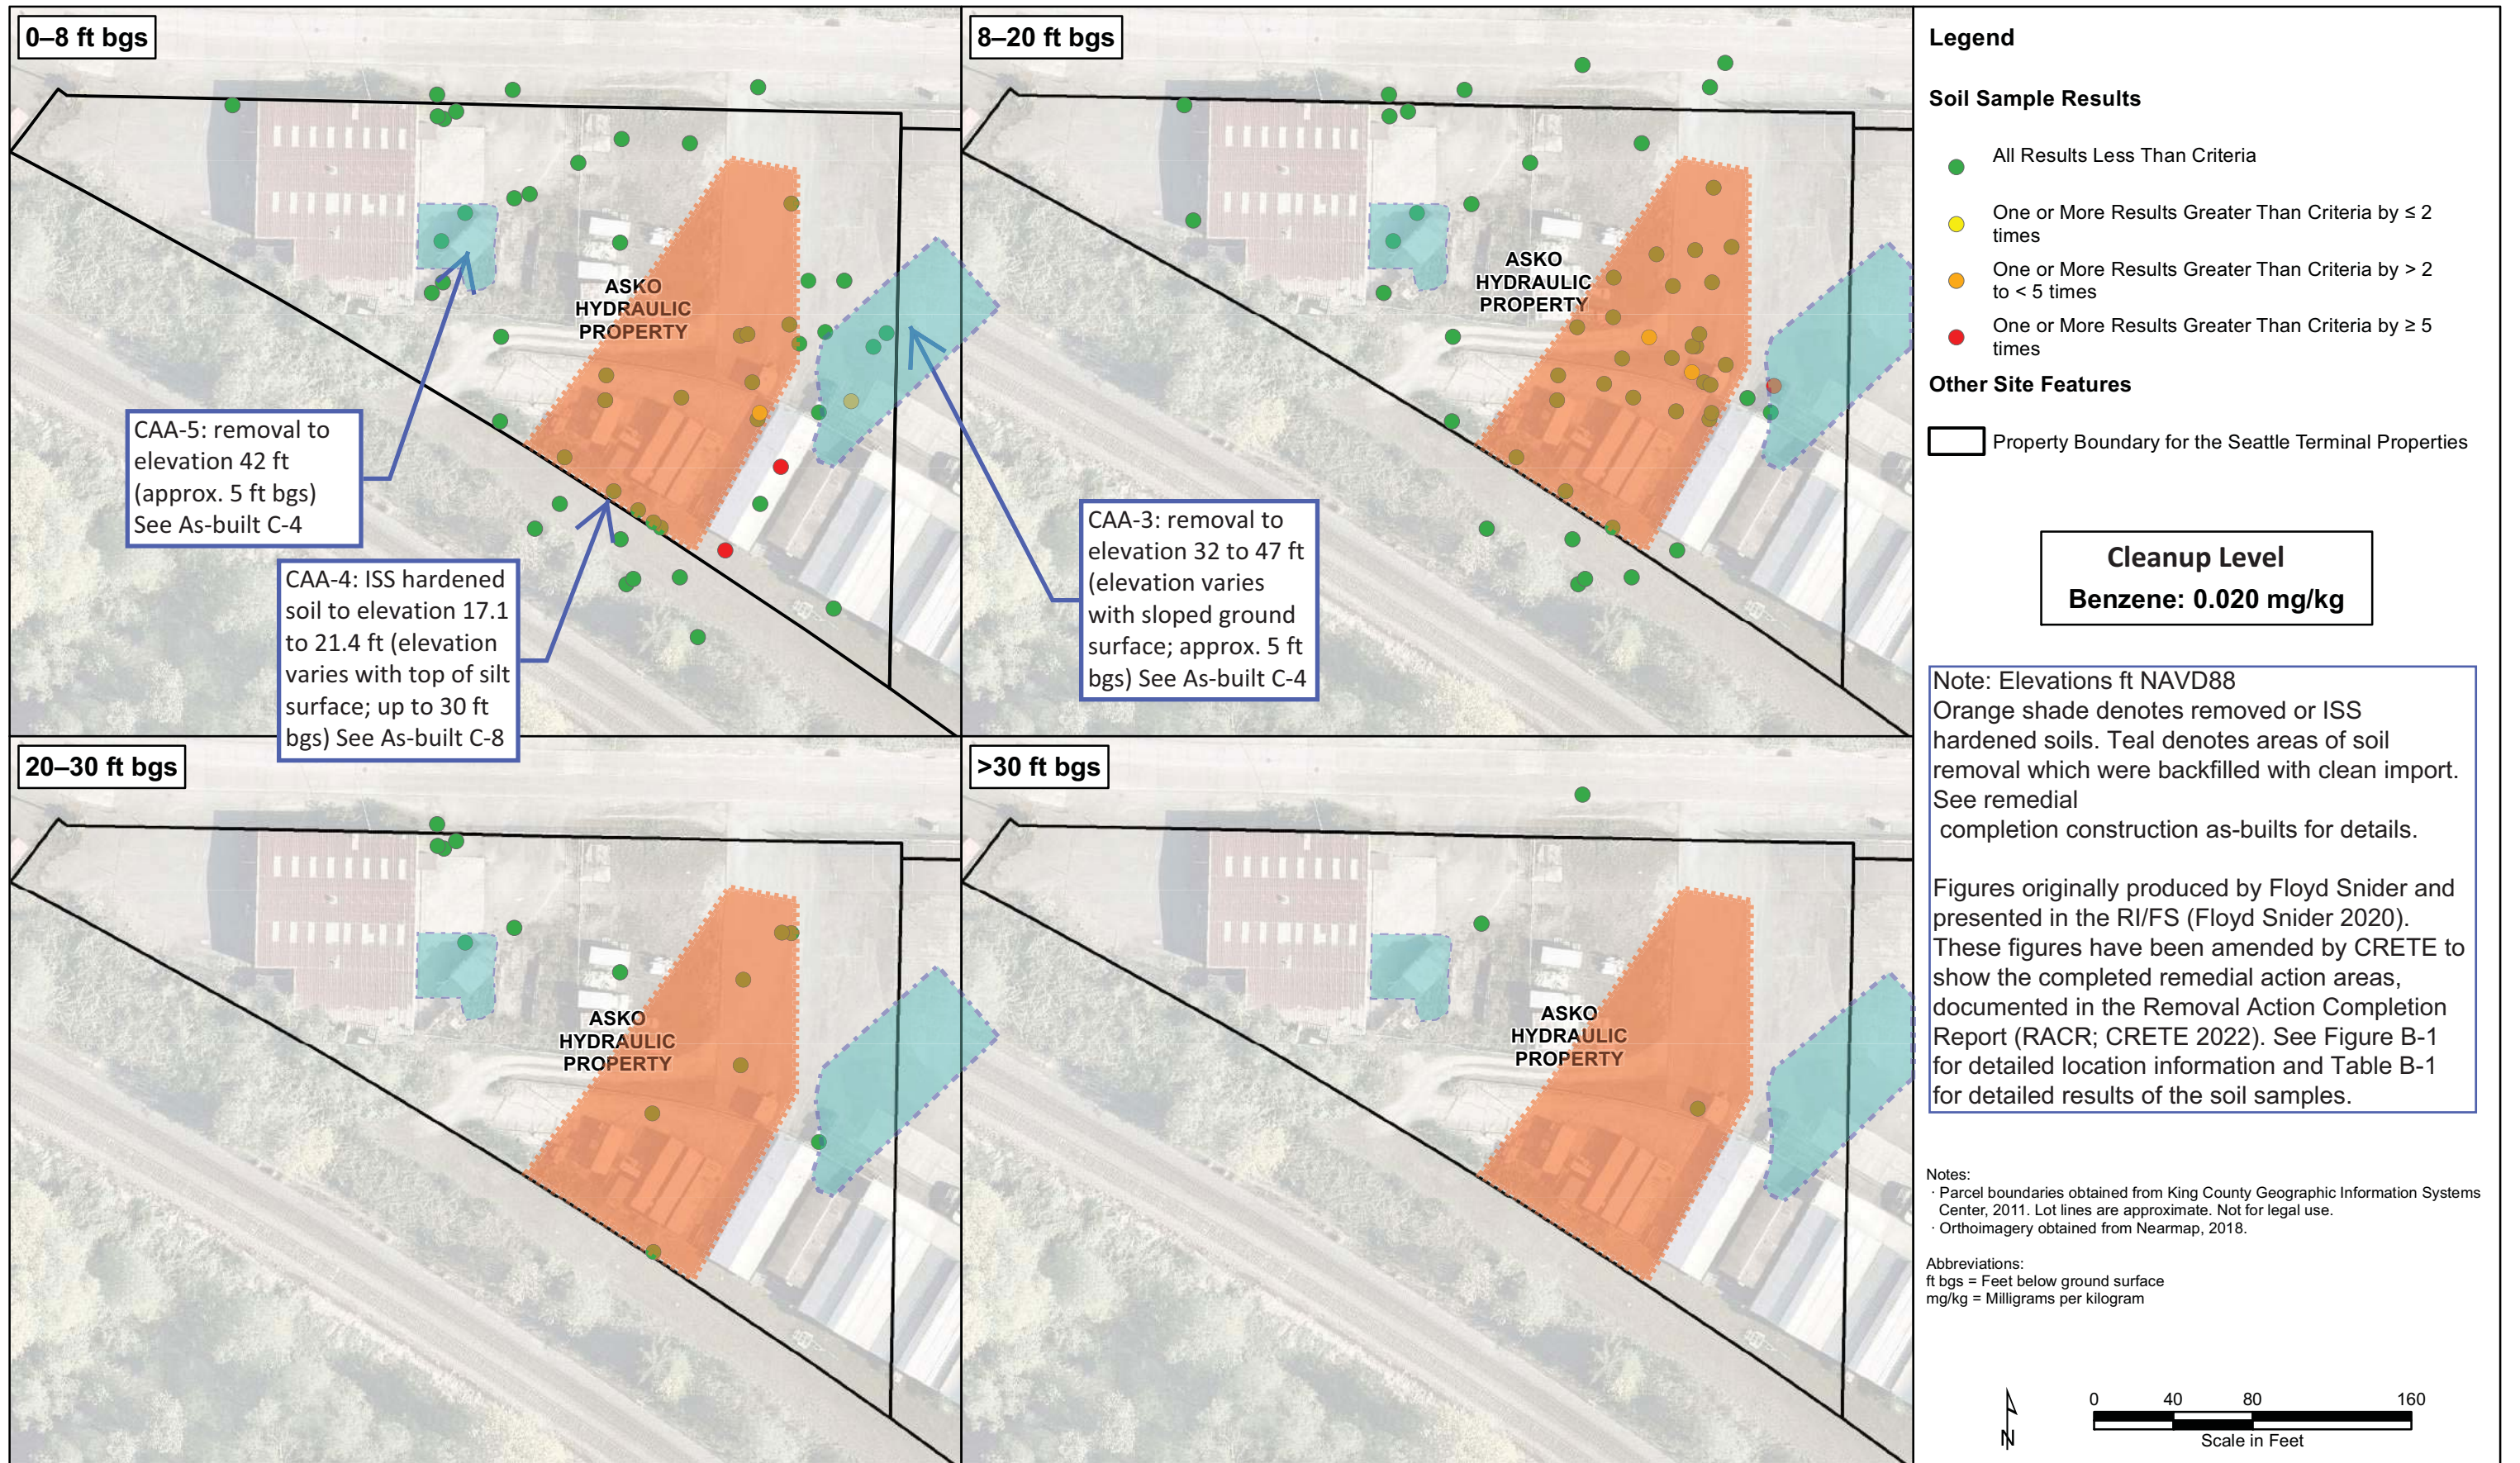 0–8 ft bgs
ASKO
HYDRAULIC
PROPERTY
CAA-5: removal to
elevation 42 ft
(approx. 5 ft bgs)
See As-built C-4
CAA-4: ISS hardened
soil to elevation 17.1
to 21.4 ft (elevation
varies with top of silt
surface; up to 30 ft
bgs) See As-built C-8
8–20 ft bgs
ASKO
HYDRAULIC
PROPERTY
CAA-3: removal to
elevation 32 to 47 ft
(elevation varies
with sloped ground
surface; approx. 5 ft
bgs) See As-built C-4
20–30 ft bgs
ASKO
HYDRAULIC
PROPERTY
>30 ft bgs
ASKO
HYDRAULIC
PROPERTY
Legend
Soil Sample Results
All Results Less Than Criteria
One or More Results Greater Than Criteria by ≤ 2
times
One or More Results Greater Than Criteria by > 2
to < 5 times
One or More Results Greater Than Criteria by ≥ 5
times
Other Site Features
Property Boundary for the Seattle Terminal Properties
Cleanup Level
Benzene: 0.020 mg/kg
Note: Elevations ft NAVD88
Orange shade denotes removed or ISS
hardened soils. Teal denotes areas of soil
removal which were backfilled with clean import.
See remedial
completion construction as-builts for details.
Figures originally produced by Floyd Snider and
presented in the RI/FS (Floyd Snider 2020).
These figures have been amended by CRETE to
show the completed remedial action areas,
documented in the Removal Action Completion
Report (RACR; CRETE 2022). See Figure B-1
for detailed location information and Table B-1
for detailed results of the soil samples.
Notes:
· Parcel boundaries obtained from King County Geographic Information Systems
Center, 2011. Lot lines are approximate. Not for legal use.
· Orthoimagery obtained from Nearmap, 2018.
Abbreviations:
ft bgs = Feet below ground surface
mg/kg = Milligrams per kilogram
N
0 40 80 160
Scale in Feet